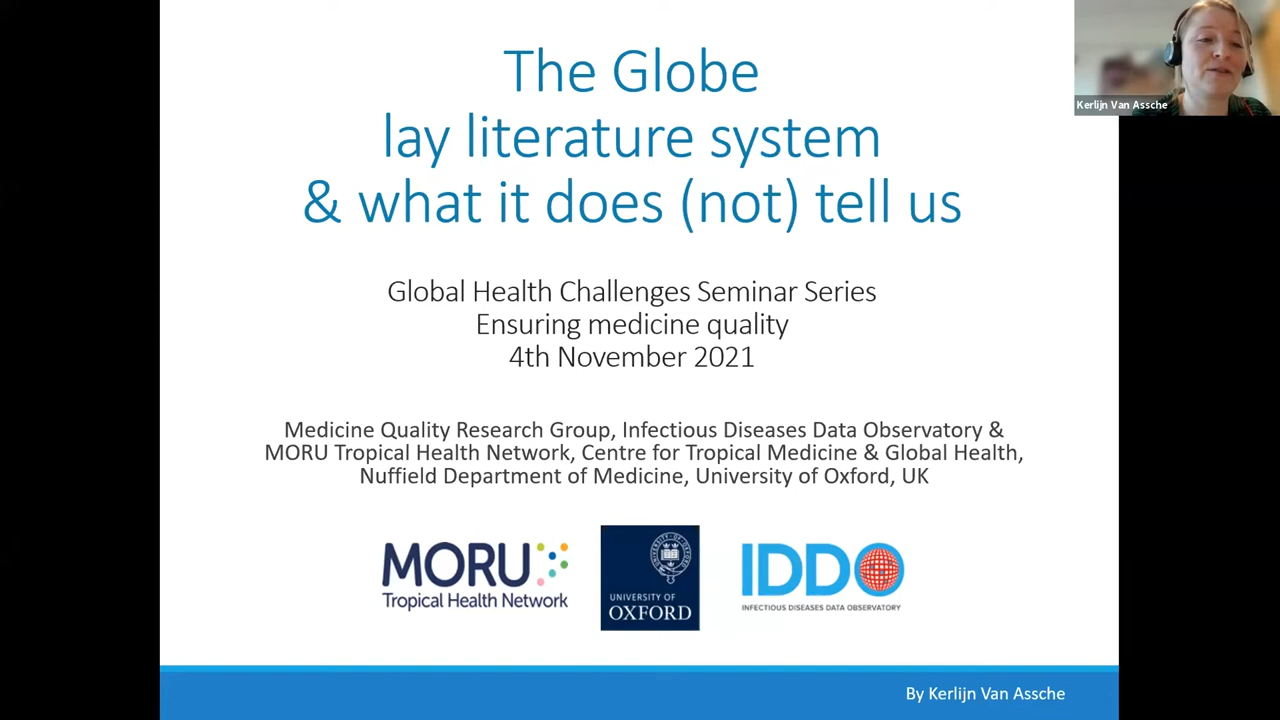 The Globe
lay literature system
& what it does (not) tell us
Kerlijn Van Assche
Global Health Challenges Seminar Series
Ensuring medicine quality
4th November 2021
Medicine Quality Research Group, Infectious Diseases Data Observatory &
MORU Tropical Health Network, Centre for Tropical Medicine & Global Health,
Nuffield Department of Medicine, University of Oxford, UK
MORU
Tropical Health Network
UNIVERSITY OF
OXFORD
IDDO
INFECTIOUS DISEASES DATA OBSERVATORY
By Kerlijn Van Assche